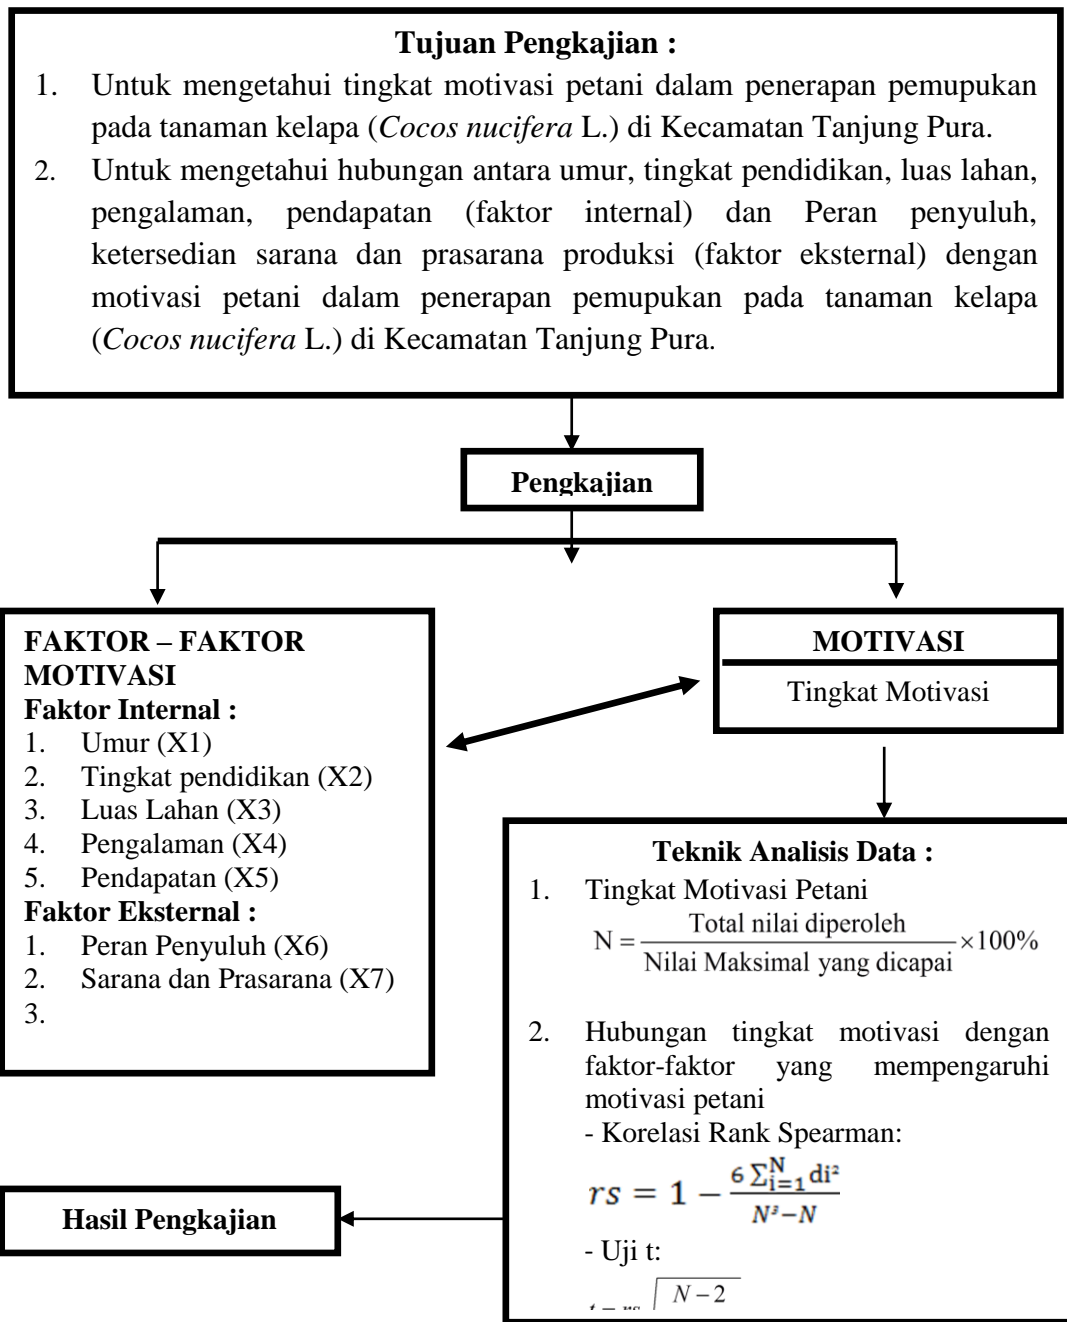 Tujuan Pengkajian :
1. Untuk mengetahui tingkat motivasi petani dalam penerapan pemupukan
pada tanaman kelapa (Cocos nucifera L.) di Kecamatan Tanjung Pura.
2. Untuk mengetahui hubungan antara umur, tingkat pendidikan, luas lahan,
pengalaman, pendapatan (faktor internal) dan Peran penyuluh,
ketersedian sarana dan prasarana produksi (faktor eksternal) dengan
motivasi petani dalam penerapan pemupukan pada tanaman kelapa
(Cocos nucifera L.) di Kecamatan Tanjung Pura.
Pengkajian
FAKTOR – FAKTOR
MOTIVASI
Faktor Internal :
1. Umur (X1)
2. Tingkat pendidikan (X2)
3. Luas Lahan (X3)
4. Pengalaman (X4)
5. Pendapatan (X5)
Faktor Eksternal :
1. Peran Penyuluh (X6)
2. Sarana dan Prasarana (X7)
3.
MOTIVASI
Tingkat Motivasi
Teknik Analisis Data :
1. Tingkat Motivasi Petani
N = Total nilai diperoleh / Nilai Maksimal yang dicapai ×100%
2. Hubungan tingkat motivasi dengan
faktor-faktor yang mempengaruhi
motivasi petani
- Korelasi Rank Spearman:
rs = 1 − 6 ∑_{i=1}^{N} di² / N³−N
- Uji t:
N − 2
Hasil Pengkajian